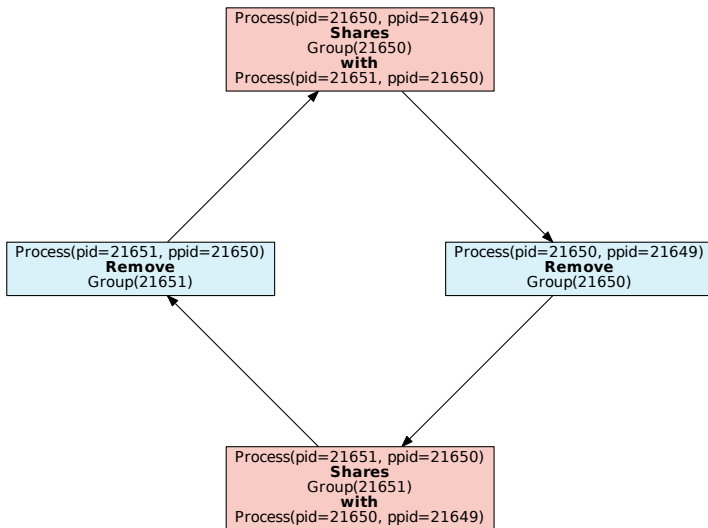 Process(pid=21650, ppid=21649)
Shares
Group(21650)
with
Process(pid=21651, ppid=21650)
Process(pid=21651, ppid=21650)
Remove
Group(21651)
Process(pid=21650, ppid=21649)
Remove
Group(21650)
Process(pid=21651, ppid=21650)
Shares
Group(21651)
with
Process(pid=21650, ppid=21649)